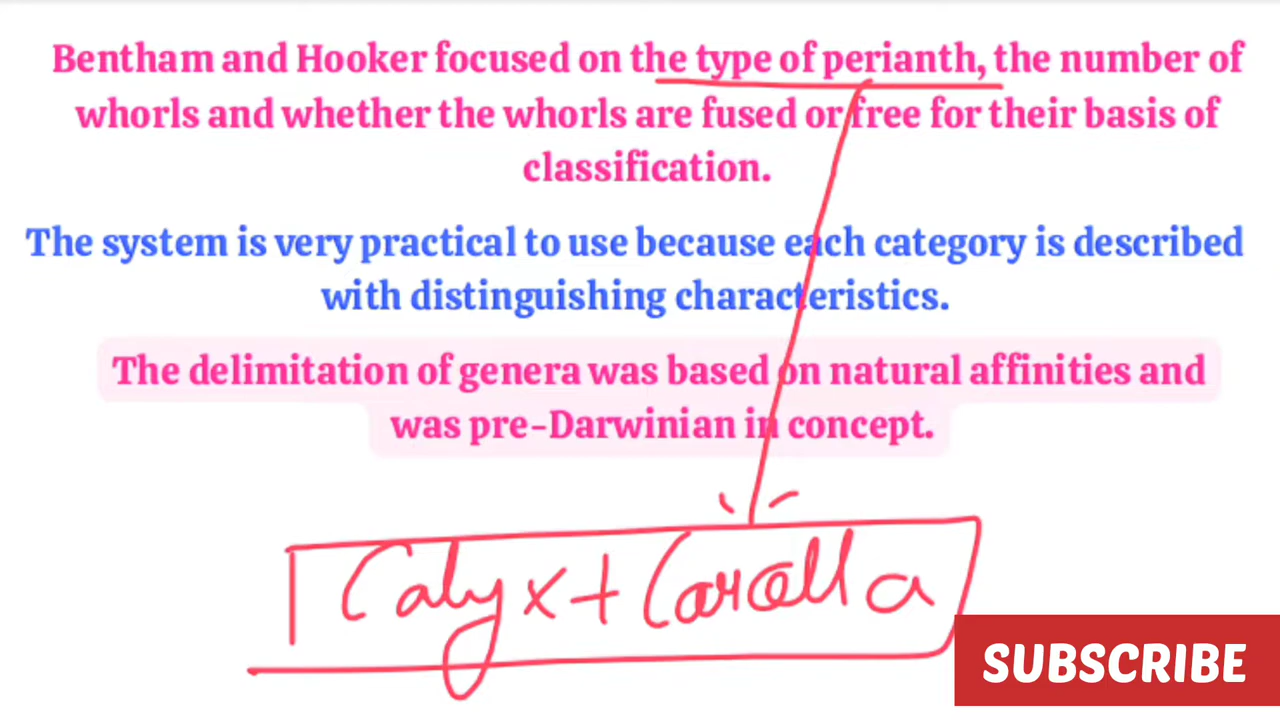 Bentham and Hooker focused on the type of perianth, the number of
whorls and whether the whorls are fused or free for their basis of
classification.
The system is very practical to use because each category is described
with distinguishing characteristics.
The delimitation of genera was based on natural affinities and
was pre-Darwinian in concept.
Calyx + Carolla
SUBSCRIBE